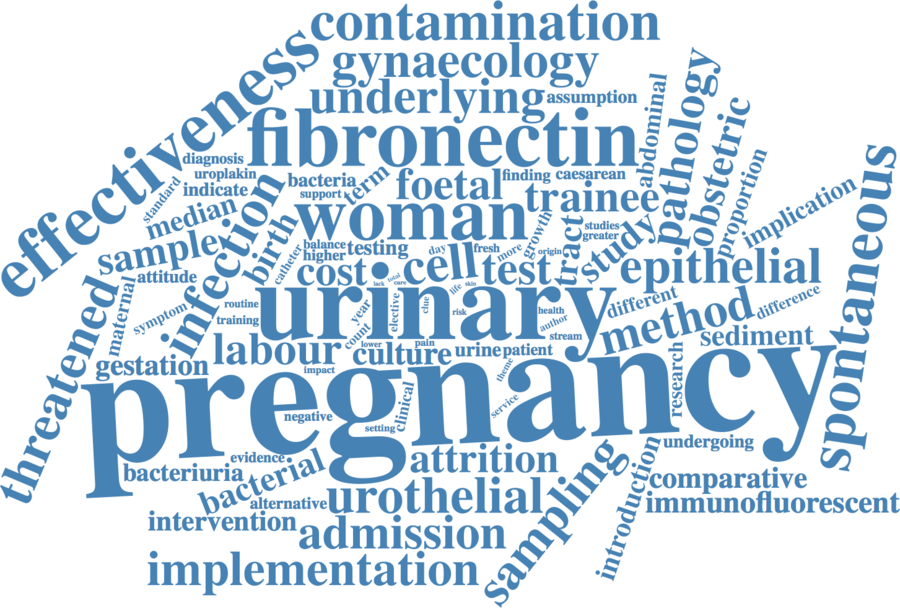 contamination
gynaecology
effectiveness
underlying
assumption
fibronectin
abdominal
pathology
obstetric
diagnosis
uroplakin
indicate
standard
bacteria
support
term
foetal
finding
caesarean
trainee
proportion
implication
spontaneous
median
infection
birth
woman
growth
tract
studies
greater
study
sample
attitude
catheter
balance
higher
testing
day
fresh
more
origin
cost
cell
test
epithelial
lack
total
care
life
skin
threatened
maternal
symptom
routine
training
urinary
year
count
elective
clue
risk
health
author
stream
different
method
difference
sediment
gestation
labour
impact
lower
pain
culture
urine
patient
theme
research
pregnancy
negative
setting
clinical
service
undergoing
bacteriuria
evidence
bacterial
alternative
attrition
urothelial
sampling
introduction
comparative
immunofluorescent
intervention
admission
implementation